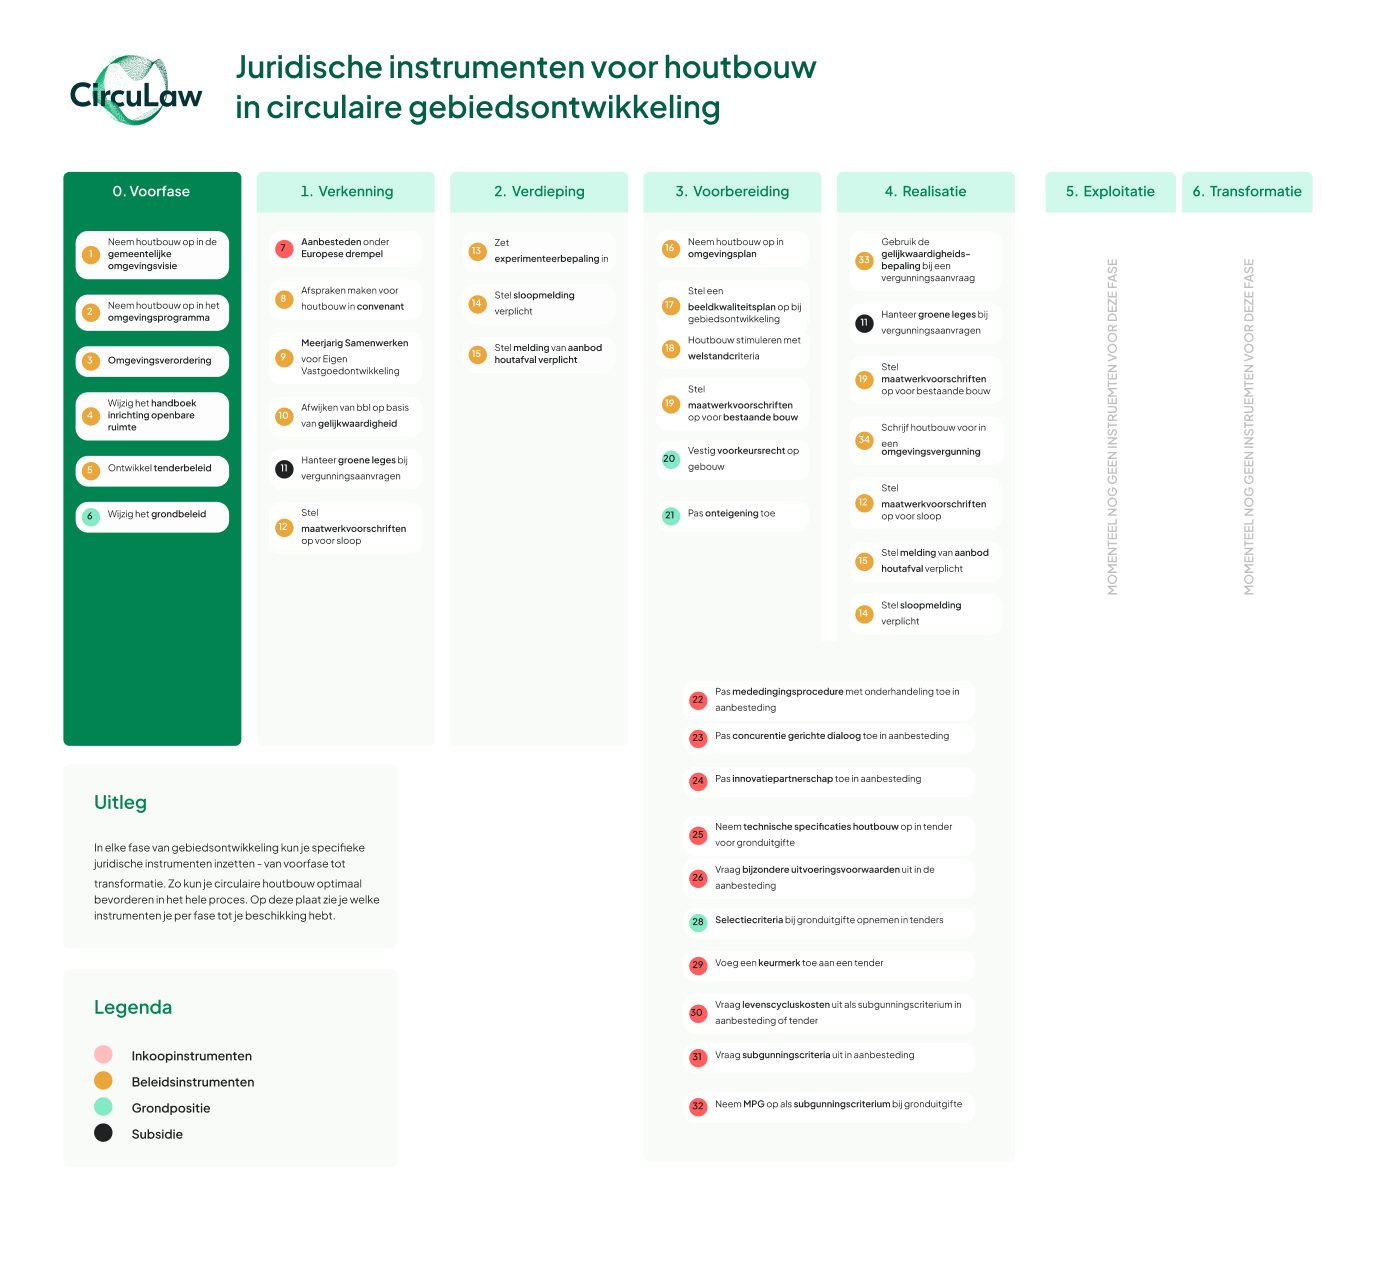 CircuLaw
Juridische instrumenten voor houtbouw
in circulaire gebiedsontwikkeling
0. Voorfase
1
Neem houtbouw op in de
gemeentelijke
omgevingsvisie
2
Neem houtbouw op in het
omgevingsprogramma
3
Omgevingsverordering
4
Wijzig het handboek
inrichting openbare
ruimte
5
Ontwikkel tenderbeleid
6
Wijzig het grondbeleid
1. Verkenning
7
Aanbesteden onder
Europese drempel
8
Afspraken maken voor
houtbouw in convenant
9
Meerjarig Samenwerken
voor Eigen
Vastgoedontwikkeling
10
Afwijken van bbl op basis
van gelijkwaardigheid
11
Hanteer groene leges bij
vergunningsaanvragen
12
Stel
maatwerkvoorschriften
op voor sloop
2. Verdieping
13
Zet
experimenteerbepaling in
14
Stel sloopmelding
verplicht
15
Stel melding van aanbod
houtafval verplicht
3. Voorbereiding
16
Neem houtbouw op in
omgevingsplan
17
Stel een
beeldkwaliteitsplan op bij
gebiedsontwikkeling
18
Houtbouw stimuleren met
welstandcriteria
19
Stel
maatwerkvoorschriften
op voor bestaande bouw
20
Vestig voorkeursrecht op
gebouw
21
Pas onteigening toe
4. Realisatie
33
Gebruik de
gelijkwaardigheids-
bepaling bij een
vergunningsaanvraag
11
Hanteer groene leges bij
vergunningsaanvragen
19
Stel
maatwerkvoorschriften
op voor bestaande bouw
34
Schrijf houtbouw voor in
een
omgevingsvergunning
12
Stel
maatwerkvoorschriften
op voor sloop
15
Stel melding van aanbod
houtafval verplicht
14
Stel sloopmelding
verplicht
22
Pas mededingingsprocedure met onderhandeling toe in
aanbesteding
23
Pas concurentie gerichte dialoog toe in aanbesteding
24
Pas innovatiepartnerschap toe in aanbesteding
25
Neem technische specificaties houtbouw op in tender
voor gronduitgifte
26
Vraag bijzondere uitvoeringsvoorwaarden uit in de
aanbesteding
28
Selectiecriteria bij gronduitgifte opnemen in tenders
29
Voeg een keurmerk toe aan een tender
30
Vraag levenscycluskosten uit als subgunningscriterium in
aanbesteding of tender
31
Vraag subgunningscriteria uit in aanbesteding
32
Neem MPG op als subgunningscriterium bij gronduitgifte
5. Exploitatie
MOMENTEEL NOG GEEN INSTRUEMTEN VOOR DEZE FASE
6. Transformatie
MOMENTEEL NOG GEEN INSTRUEMTEN VOOR DEZE FASE
Uitleg
In elke fase van gebiedsontwikkeling kun je specifieke
juridische instrumenten inzetten - van voorfase tot
transformatie. Zo kun je circulaire houtbouw optimaal
bevorderen in het hele proces. Op deze plaat zie je welke
instrumenten je per fase tot je beschikking hebt.
Legenda
Inkoopinstrumenten
Beleidsinstrumenten
Grondpositie
Subsidie